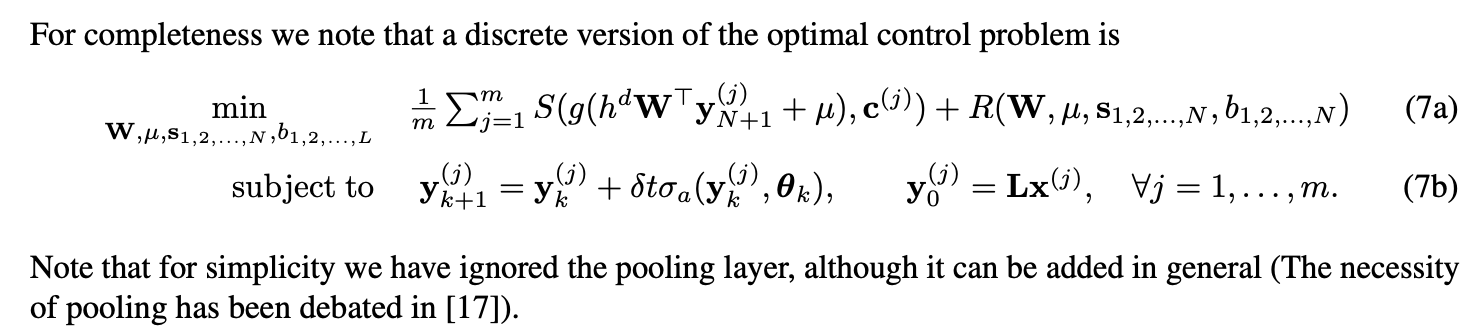 For completeness we note that a discrete version of the optimal control problem is
min_{W,μ,s_{1,2,...,N},b_{1,2,...,L}} 1/m ∑_{j=1}^{m} S(g(h^d W^⊤ y_{N+1}^{(j)} + μ), c^{(j)}) + R(W, μ, s_{1,2,...,N}, b_{1,2,...,N}) (7a)
subject to y_{k+1}^{(j)} = y_k^{(j)} + δtσ_a(y_k^{(j)}, θ_k), y_0^{(j)} = Lx^{(j)}, ∀j = 1, . . . , m. (7b)
Note that for simplicity we have ignored the pooling layer, although it can be added in general (The necessity
of pooling has been debated in [17]).